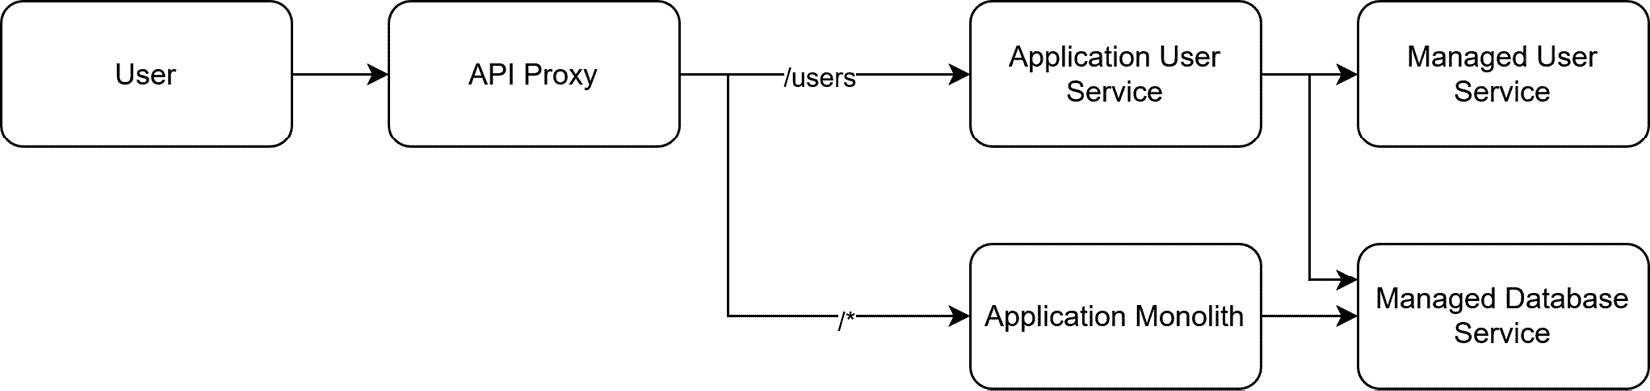 User
API Proxy
/users
Application User
Service
Managed User
Service
/*
Application Monolith
Managed Database
Service